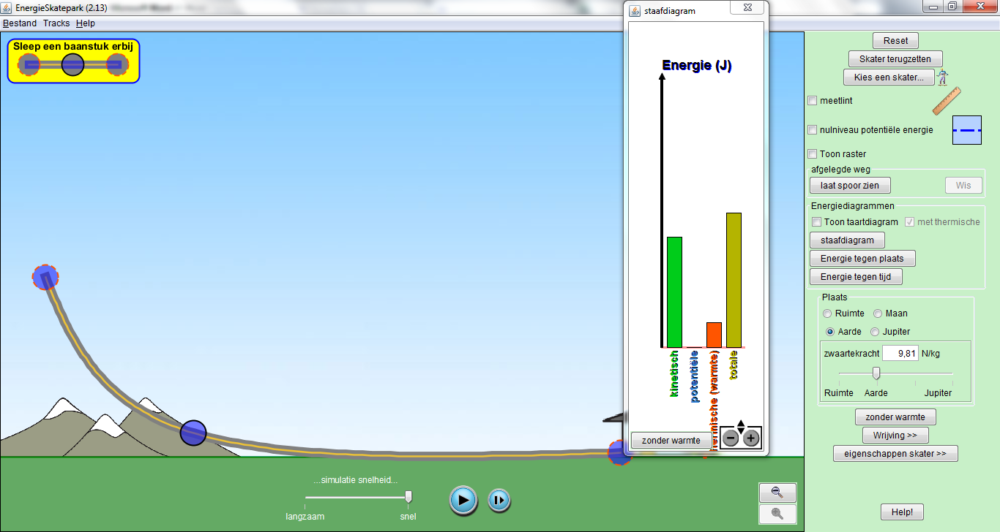 EnergieSkatepark (2.13)
Bestand Tracks Help
Sleep een baanstuk erbij
staafdiagram
Energie (J)
kinetisch
potentiële
hermische (warmte)
totale
zonder warmte
...simulatie snelheid...
langzaam
snel
Reset
Skater terugzetten
Kies een skater...
meetlint
nulniveau potentiële energie
Toon raster
afgelegde weg
laat spoor zien
Wis
Energiediagrammen
Toon taartdiagram
met thermische
staafdiagram
Energie tegen plaats
Energie tegen tijd
Plaats
Ruimte
Maan
Aarde
Jupiter
zwaartekracht 9,81 N/kg
Ruimte Aarde Jupiter
zonder warmte
Wrijving >>
eigenschappen skater >>
Help!